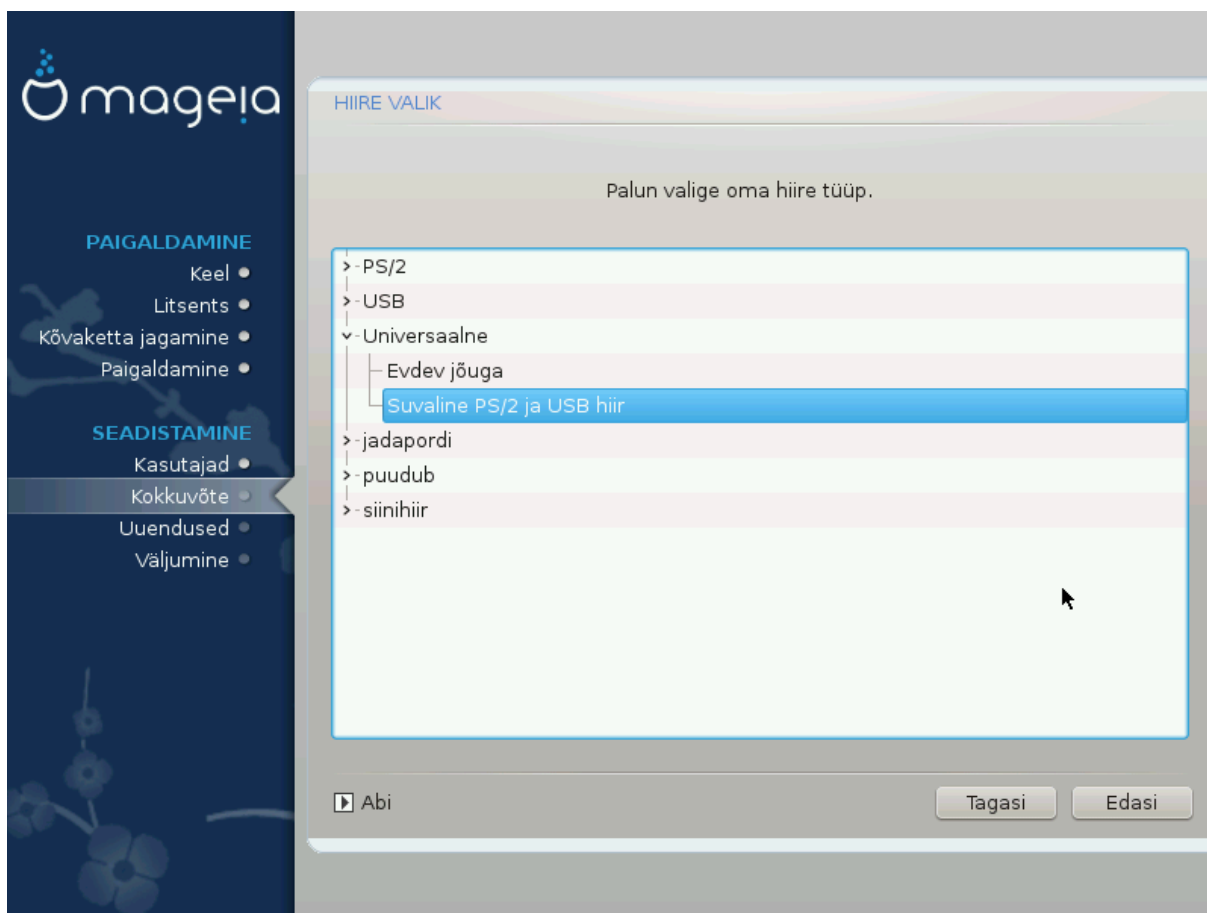 mageia
PAIGALDAMINE
Keel
Litsents
Kõvaketta jagamine
Paigaldamine
SEADISTAMINE
Kasutajad
Kokkuvõte
Uuendused
Väljumine
HIIRE VALIK
Palun valige oma hiire tüüp.
PS/2
USB
Universaalne
Evdev jõuga
Suvaline PS/2 ja USB hiir
jadapordi
puudub
siinihiir
Abi
Tagasi
Edasi